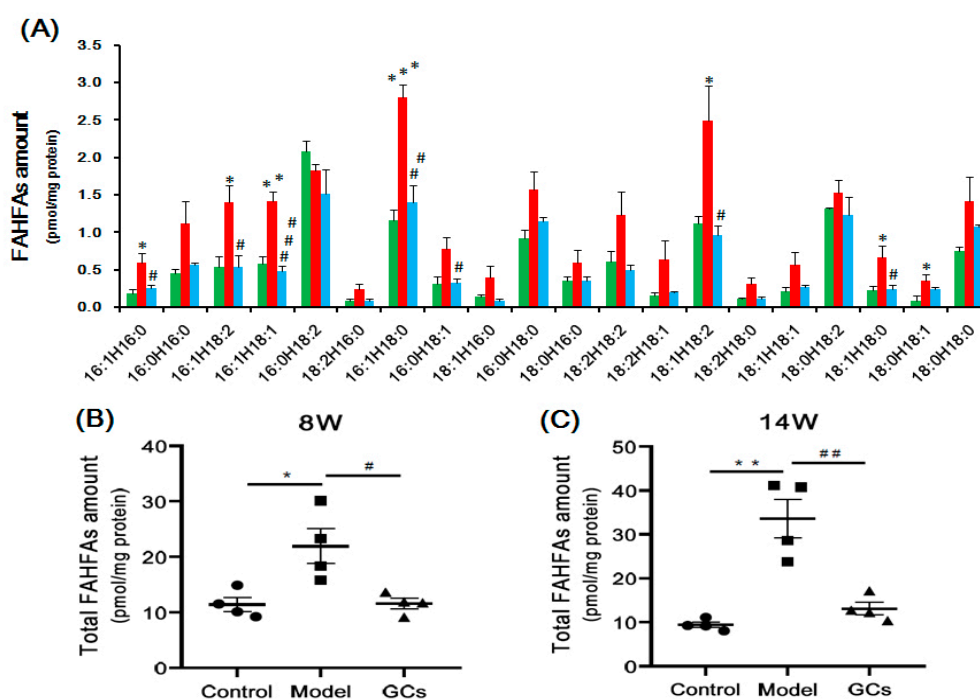 (A)
FAHFAs amount
(pmol/mg protein)
3.5
3.0
2.5
2.0
1.5
1.0
0.5
0.0
*
#
*
#
* *
#
#
#
* * *
#
#
#
*
#
*
#
*
16:1H16:0
16:0H16:0
16:1H18:2
16:1H18:1
16:0H18:2
18:2H16:0
16:1H18:0
16:0H18:1
18:1H16:0
16:0H18:0
18:0H16:0
18:2H18:2
18:2H18:1
18:1H18:2
18:2H18:0
18:1H18:1
18:0H18:2
18:1H18:0
18:0H18:1
18:0H18:0
(B)
8W
Total FAHFAs amount
(pmol/mg protein)
40
30
20
10
0
*
#
Control Model GCs
(C)
14W
Total FAHFAs amount
(pmol/mg protein)
50
40
30
20
10
0
* *
##
Control Model GCs